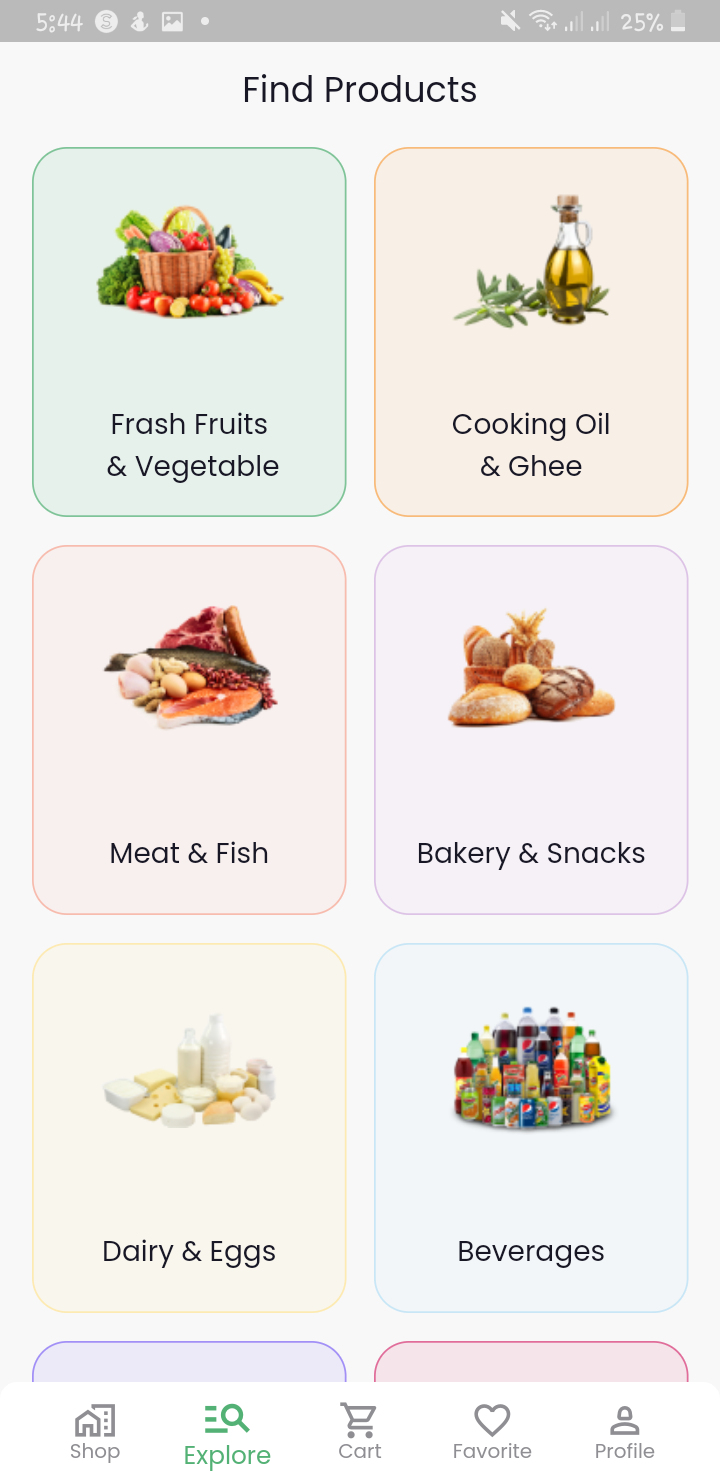 5:44
25%
Find Products
Frash Fruits
& Vegetable
Cooking Oil
& Ghee
Meat & Fish
Bakery & Snacks
Dairy & Eggs
Beverages
Shop
Explore
Cart
Favorite
Profile